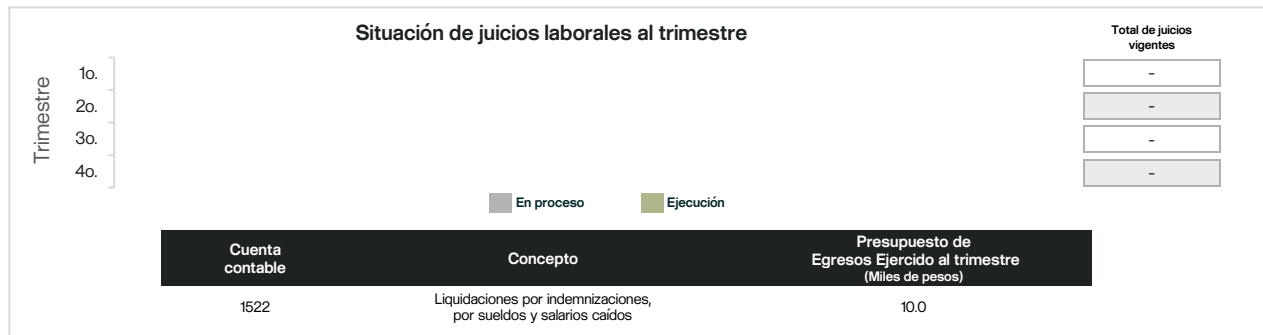 Situación de juicios laborales al trimestre
Total de juicios
vigentes
Trimestre
1o.
-
2o.
-
3o.
-
4o.
-
En proceso
Ejecución
Cuenta
contable
Concepto
Presupuesto de
Egresos Ejercido al trimestre
(Miles de pesos)
1522
Liquidaciones por indemnizaciones,
por sueldos y salarios caídos
10.0